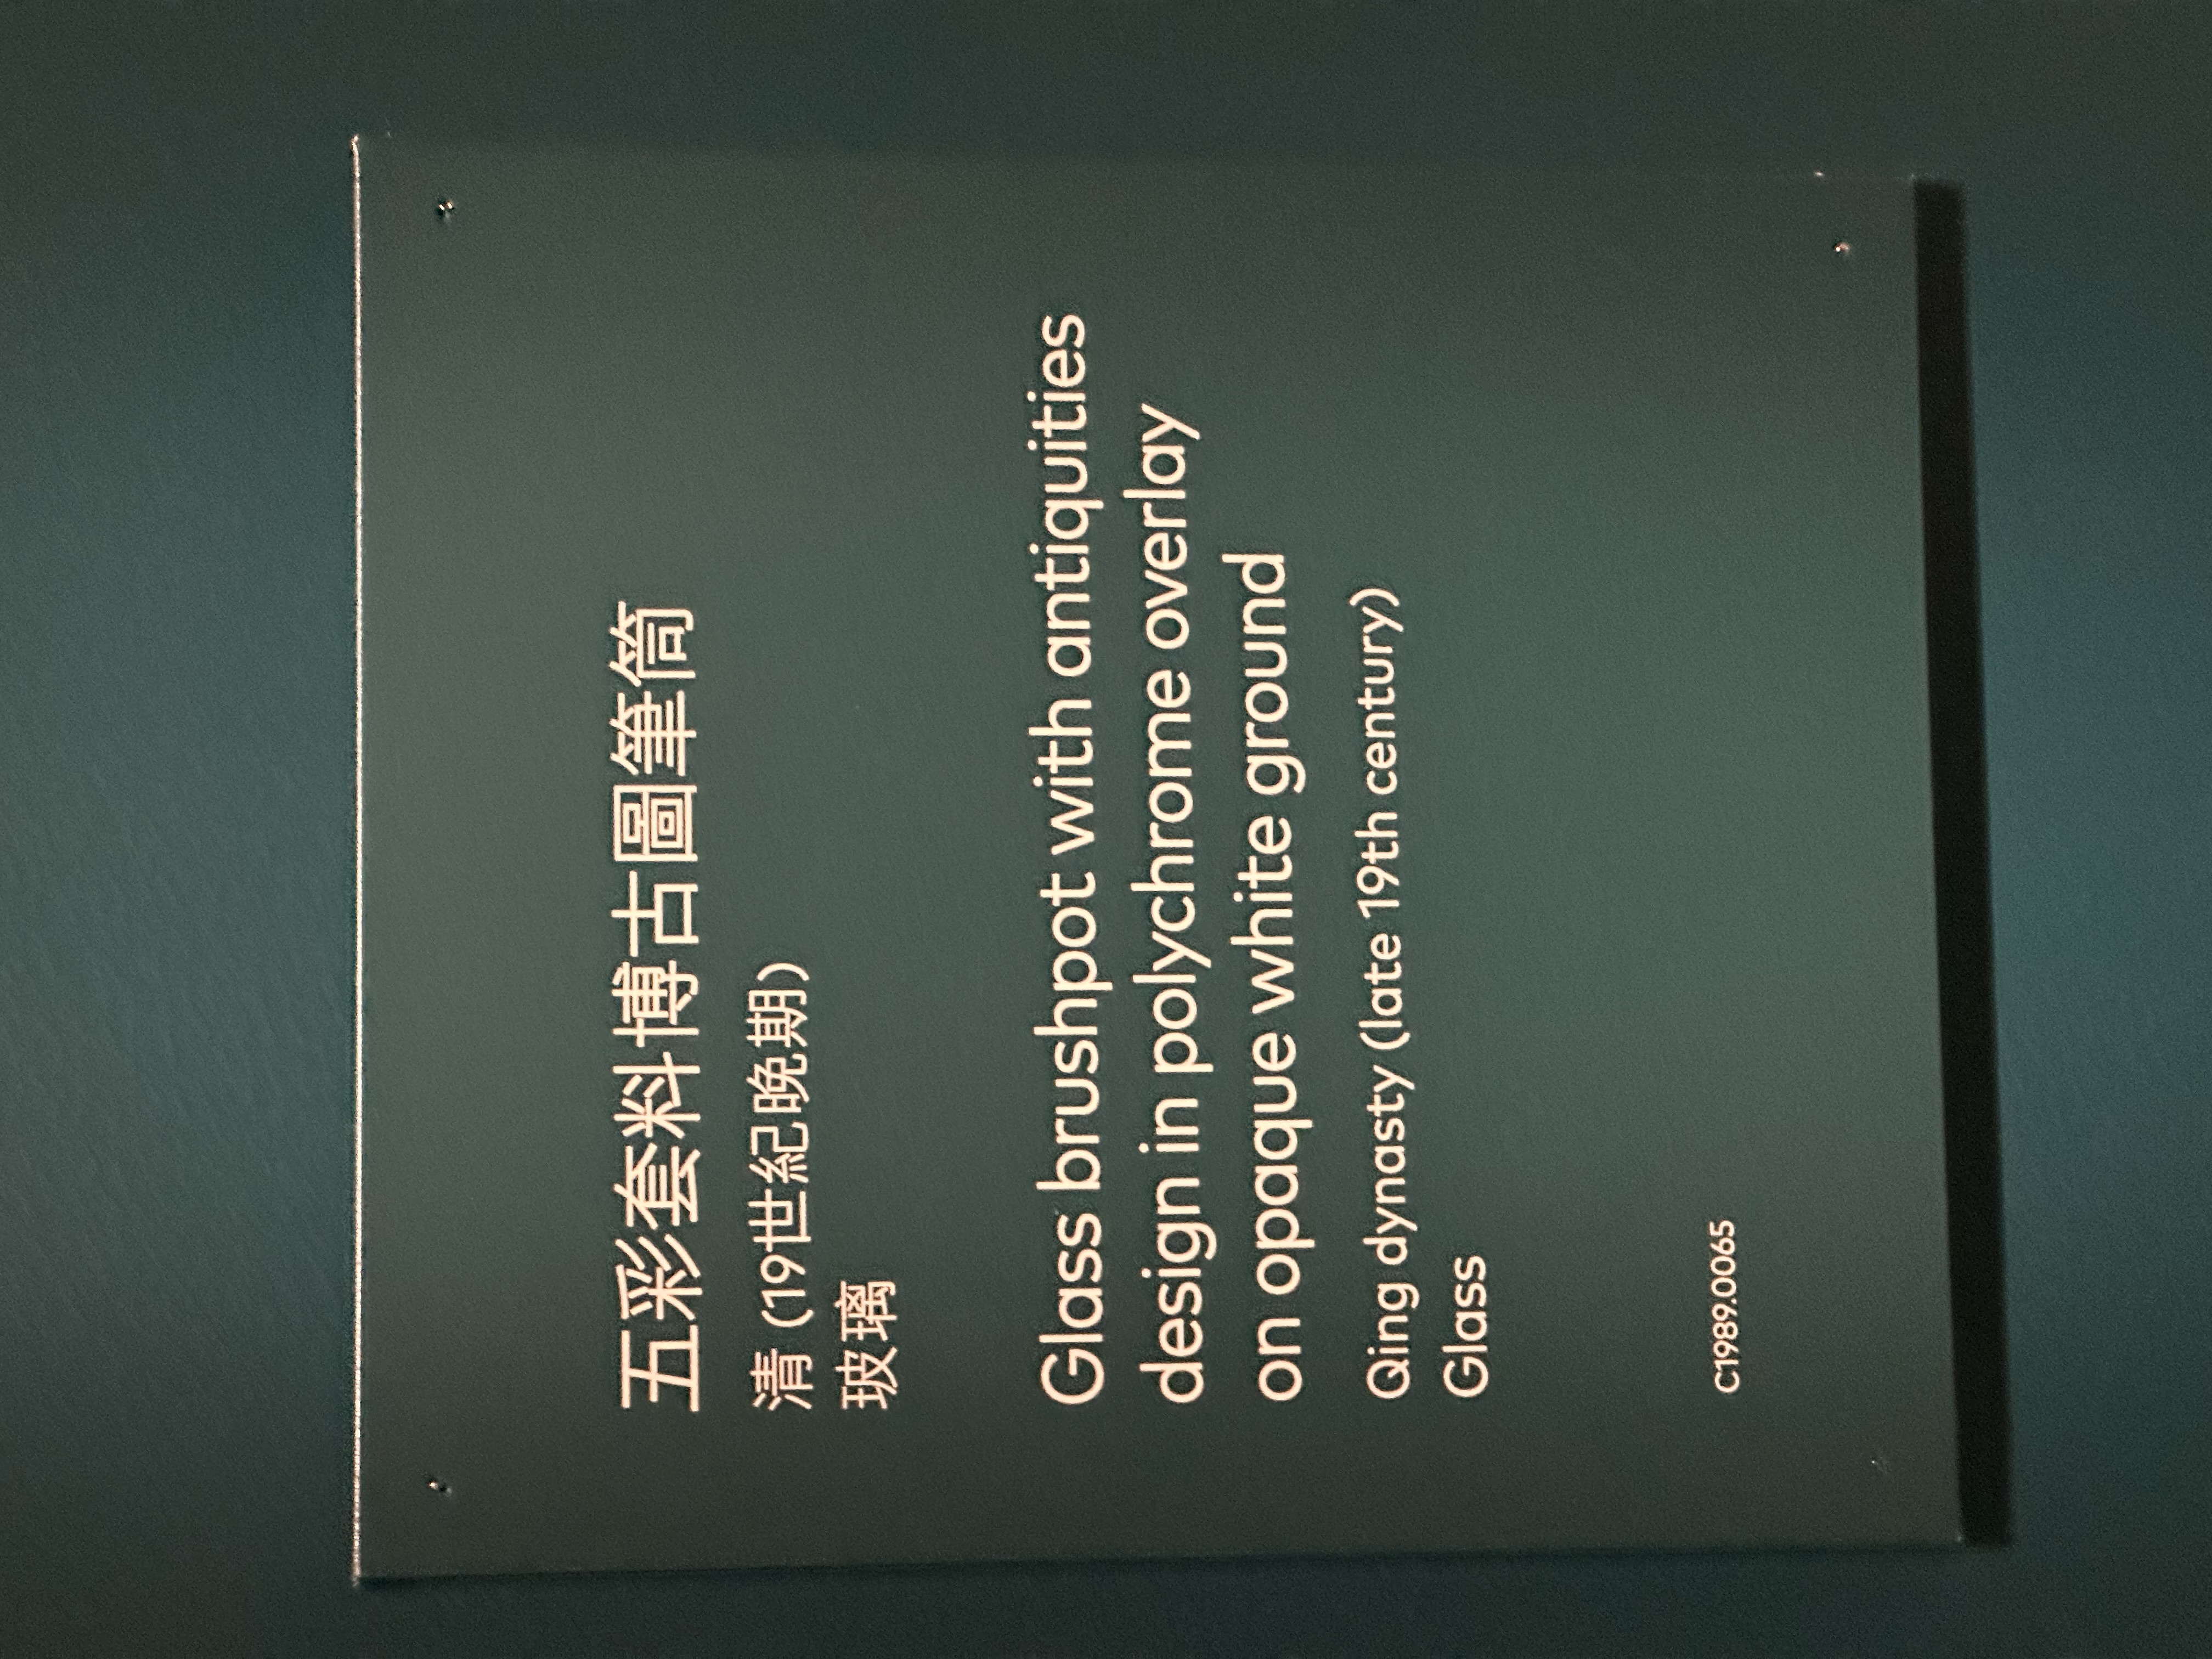 五彩套料博古圖筆筒
清 (19世紀晚期)
玻璃
Glass brushpot with antiquities
design in polychrome overlay
on opaque white ground
Qing dynasty (late 19th century)
Glass
C1989.0065